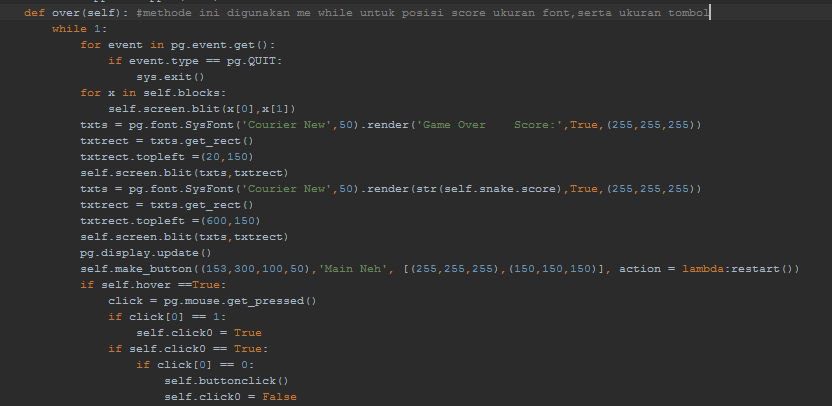 def over(self): #methode ini digunakan me while untuk posisi score ukuran font,serta ukuran tombol
    while 1:
        for event in pg.event.get():
            if event.type == pg.QUIT:
                sys.exit()
        for x in self.blocks:
            self.screen.blit(x[0],x[1])
        txts = pg.font.SysFont('Courier New',50).render('Game Over    Score:',True,(255,255,255))
        txtrect = txts.get_rect()
        txtrect.topleft =(20,150)
        self.screen.blit(txts,txtrect)
        txts = pg.font.SysFont('Courier New',50).render(str(self.snake.score),True,(255,255,255))
        txtrect = txts.get_rect()
        txtrect.topleft =(600,150)
        self.screen.blit(txts,txtrect)
        pg.display.update()
        self.make_button((153,300,100,50),'Main Neh', [(255,255,255),(150,150,150)], action = lambda:restart())
        if self.hover ==True:
            click = pg.mouse.get_pressed()
            if click[0] == 1:
                self.click0 = True
            if self.click0 == True:
                if click[0] == 0:
                    self.buttonclick()
                    self.click0 = False